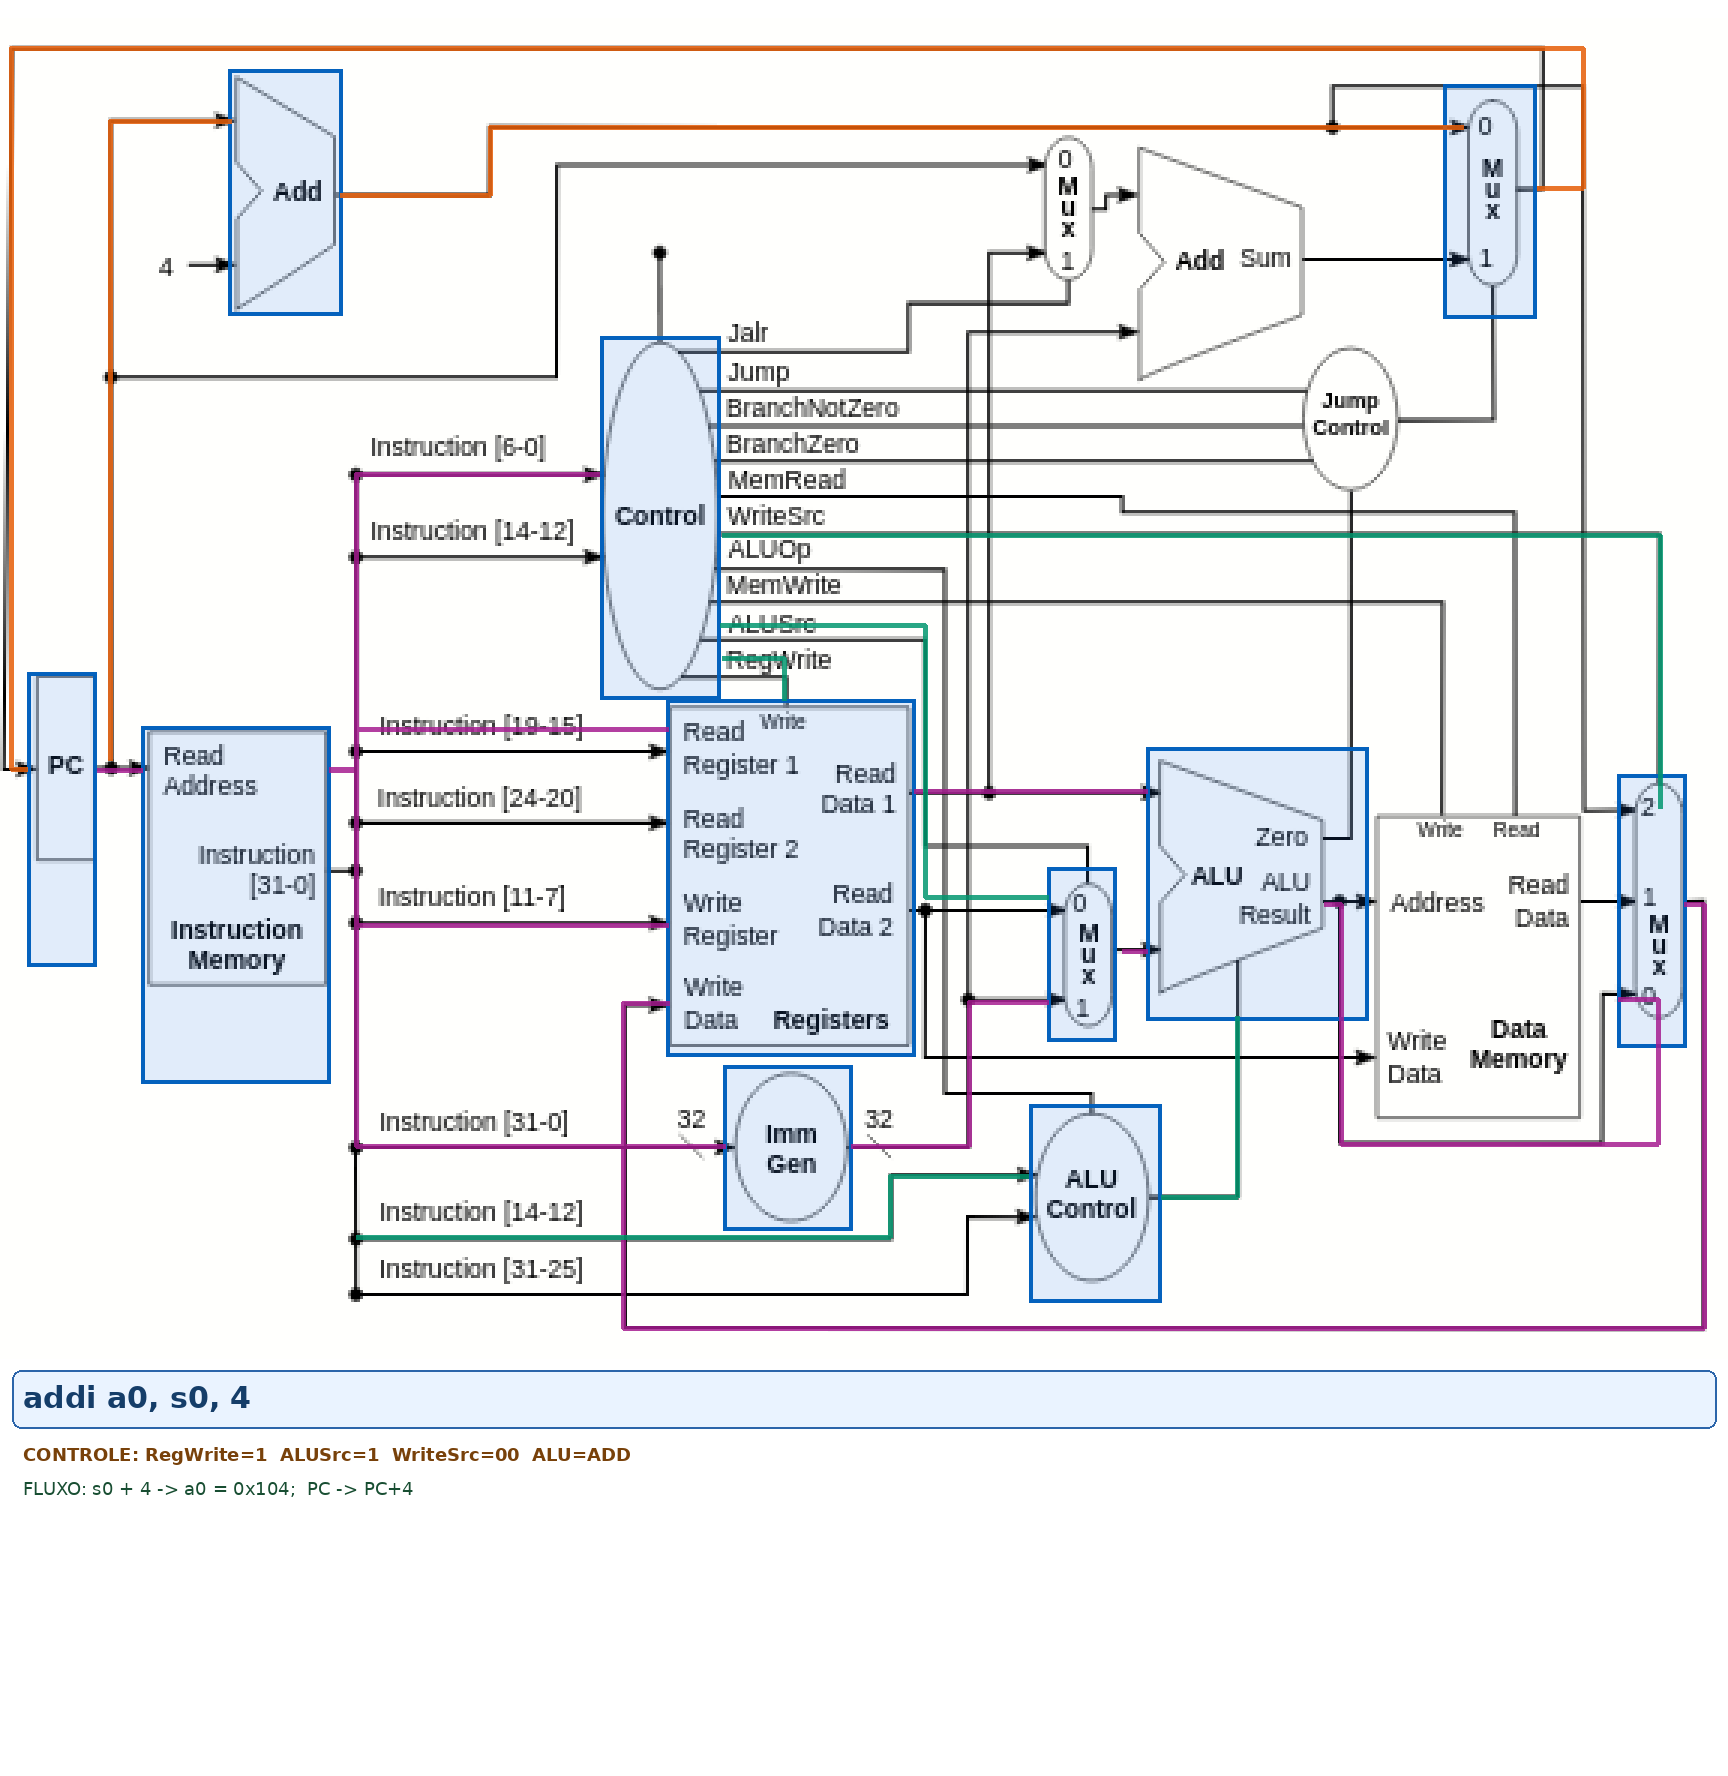 0
M
u
x
1
0
M
u
x
1
Add
4
Add Sum
Jalr
Jump
BranchNotZero
BranchZero
MemRead
WriteSrc
ALUOp
MemWrite
ALUSrc
RegWrite
Jump
Control
Instruction [6-0]
Instruction [14-12]
Control
PC
Read
Address
Instruction
[31-0]
Instruction
Memory
Instruction [19-15]
Instruction [24-20]
Instruction [11-7]
Write
Read
Register 1
Read
Data 1
Read
Register 2
Write
Register
Read
Data 2
Write
Data
Registers
0
M
u
x
1
Zero
ALU
ALU
Result
Write Read
Address
Read
Data
Write
Data
Data
Memory
2
1
M
u
x
0
Instruction [31-0]
32
Imm
Gen
32
Instruction [14-12]
Instruction [31-25]
ALU
Control
addi a0, s0, 4
CONTROLE: RegWrite=1 ALUSrc=1 WriteSrc=00 ALU=ADD
FLUXO: s0 + 4 -> a0 = 0x104; PC -> PC+4